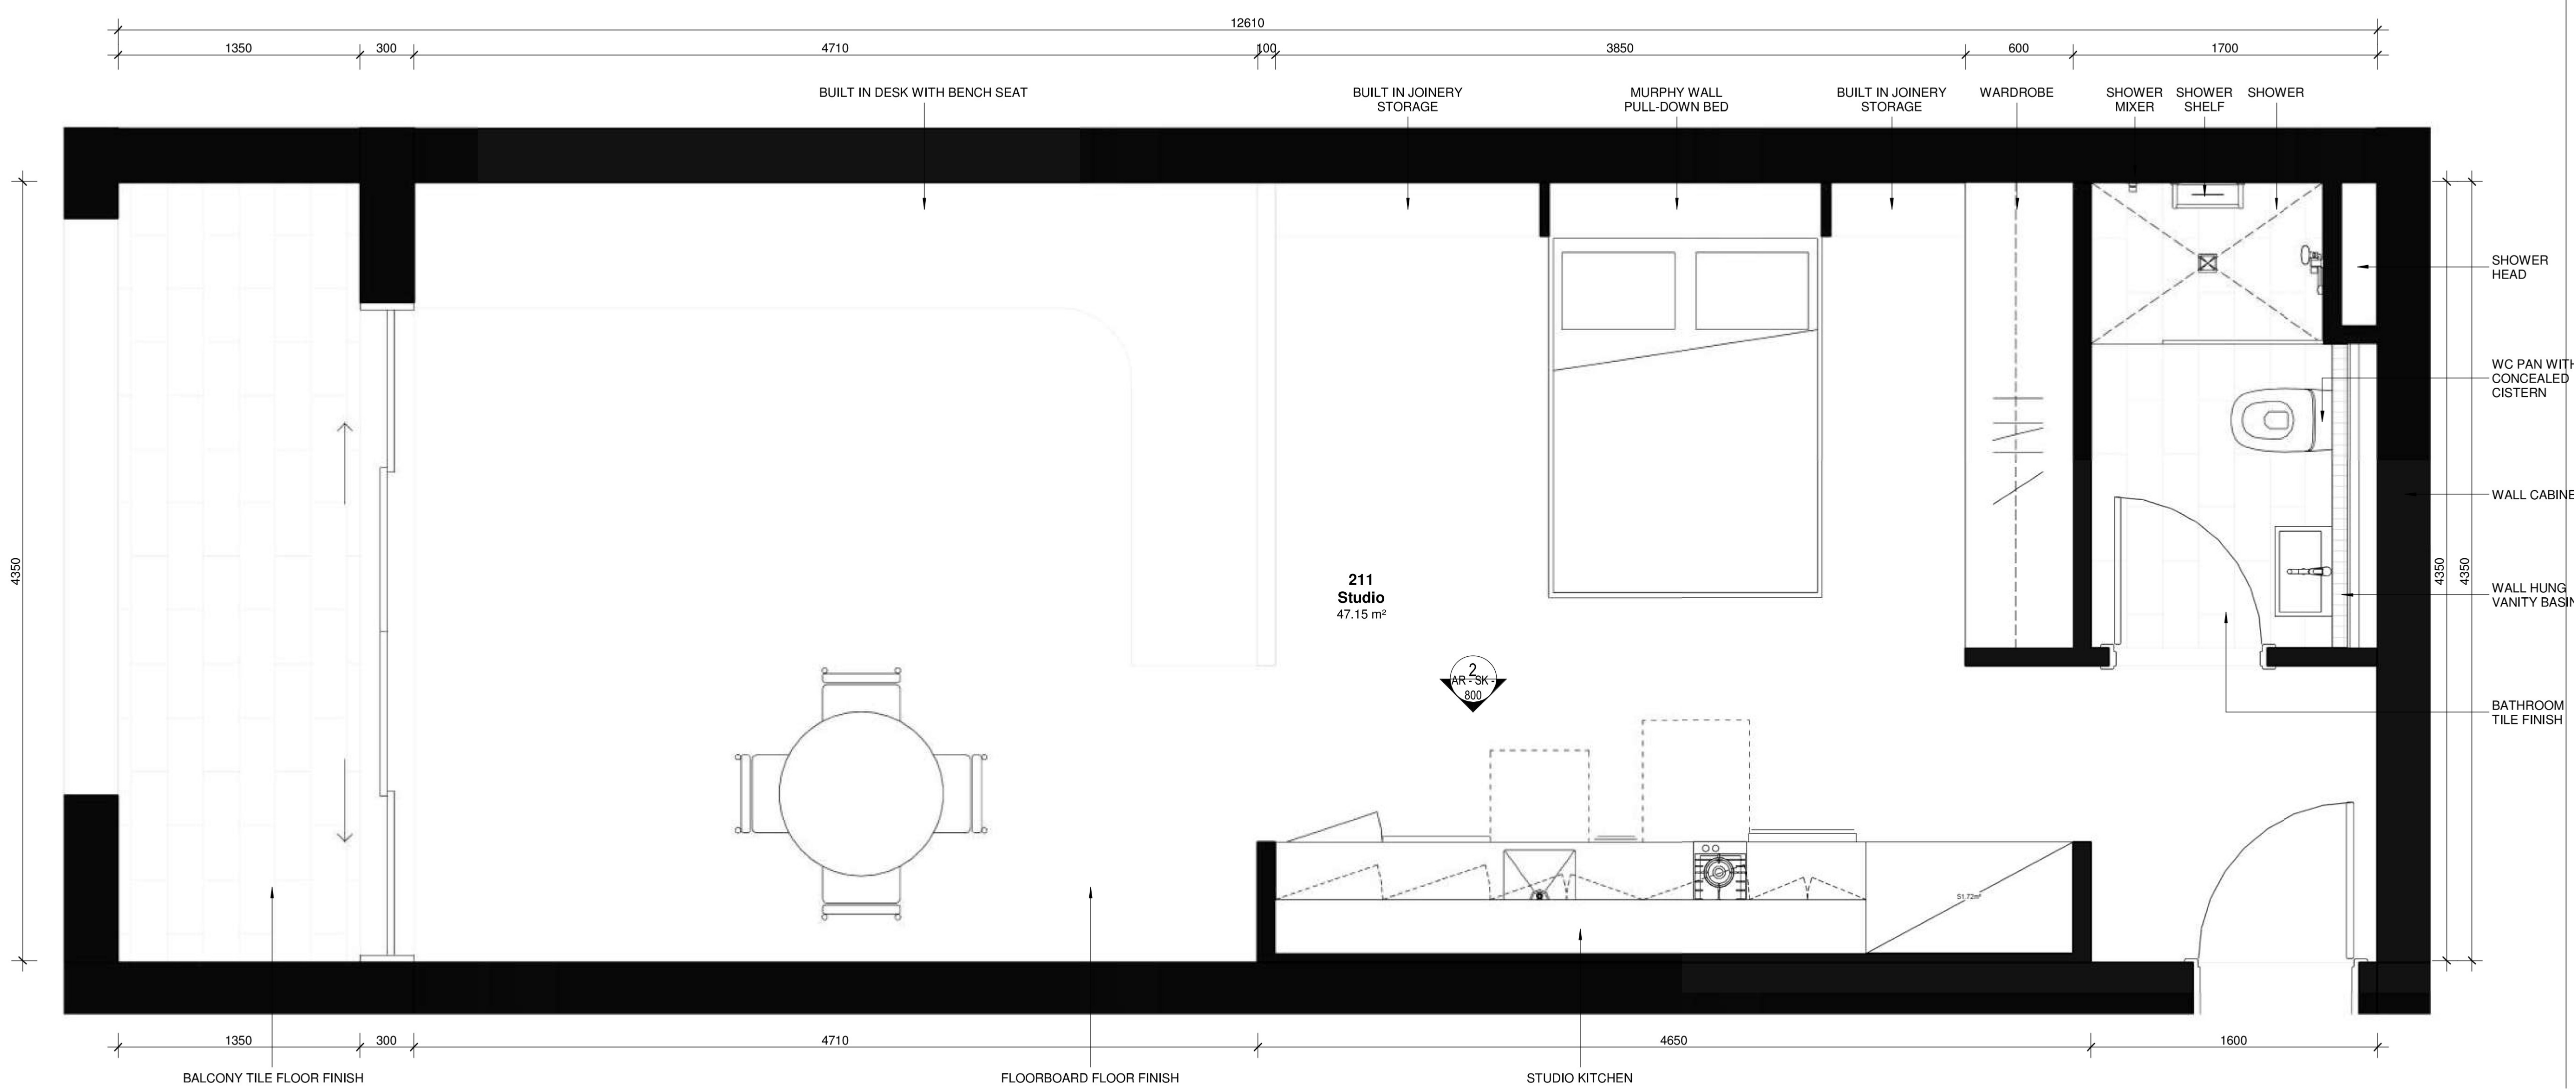 12610
1350 300 4710 100 3850 600 1700
BUILT IN DESK WITH BENCH SEAT
BUILT IN JOINERY
STORAGE
MURPHY WALL
PULL-DOWN BED
BUILT IN JOINERY
STORAGE
WARDROBE
SHOWER
MIXER
SHOWER
SHELF
SHOWER
SHOWER
HEAD
WC PAN WITH
CONCEALED
CISTERN
WALL CABINE
4350
4350
4350
211
Studio
47.15 m²
WALL HUNG
VANITY BASIN
2
AR - SK -
800
BATHROOM
TILE FINISH
S1.72m³
1350 300 4710 4650 1600
BALCONY TILE FLOOR FINISH
FLOORBOARD FLOOR FINISH
STUDIO KITCHEN